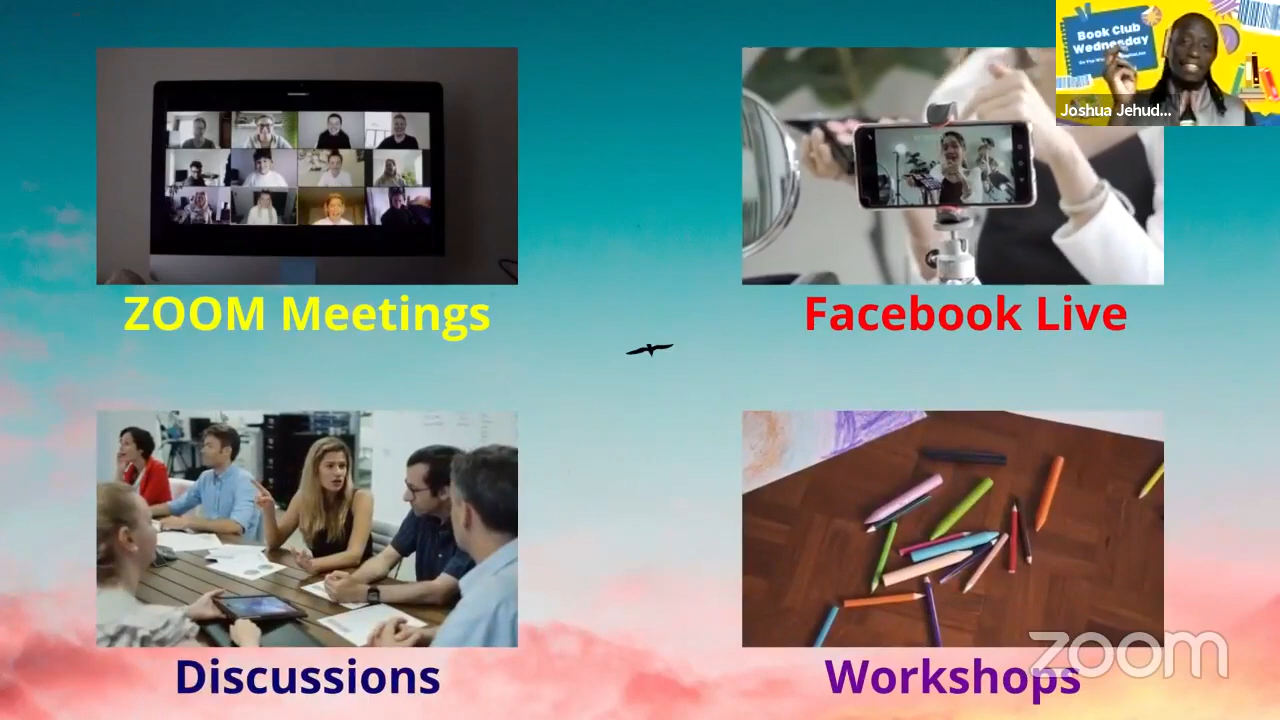 Book Club
Wednesday
Joshua Jehud...
ZOOM Meetings
Facebook Live
Discussions
Workshops
zoom